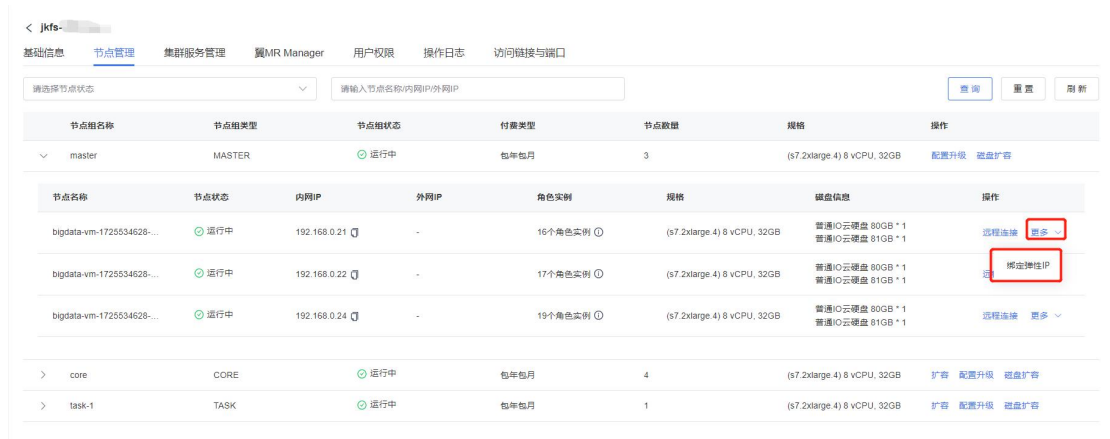 < jkfs-
基础信息 节点管理 集群服务管理 翼MR Manager 用户权限 操作日志 访问链接与端口
请选择节点状态 请输入节点名称/内网IP/外网IP 查询 重置 刷新
节点组名称 节点组类型 节点组状态 付费类型 节点数量 规格 操作
master MASTER 运行中 包年包月 3 (s7.2xlarge.4) 8 vCPU, 32GB 配置升级 磁盘扩容
节点名称 节点状态 内网IP 外网IP 角色实例 规格 磁盘信息 操作
bigdata-vm-1725534628-... 运行中 192.168.0.21 - 16个角色实例 (s7.2xlarge.4) 8 vCPU, 32GB 普通IO云硬盘 80GB * 1 远程连接 更多
普通IO云硬盘 81GB * 1
绑定弹性IP
bigdata-vm-1725534628-... 运行中 192.168.0.22 - 17个角色实例 (s7.2xlarge.4) 8 vCPU, 32GB 普通IO云硬盘 80GB * 1
普通IO云硬盘 81GB * 1
bigdata-vm-1725534628-... 运行中 192.168.0.24 - 19个角色实例 (s7.2xlarge.4) 8 vCPU, 32GB 普通IO云硬盘 80GB * 1 远程连接 更多
普通IO云硬盘 81GB * 1
core CORE 运行中 包年包月 4 (s7.2xlarge.4) 8 vCPU, 32GB 扩容 配置升级 磁盘扩容
task-1 TASK 运行中 包年包月 1 (s7.2xlarge.4) 8 vCPU, 32GB 扩容 配置升级 磁盘扩容